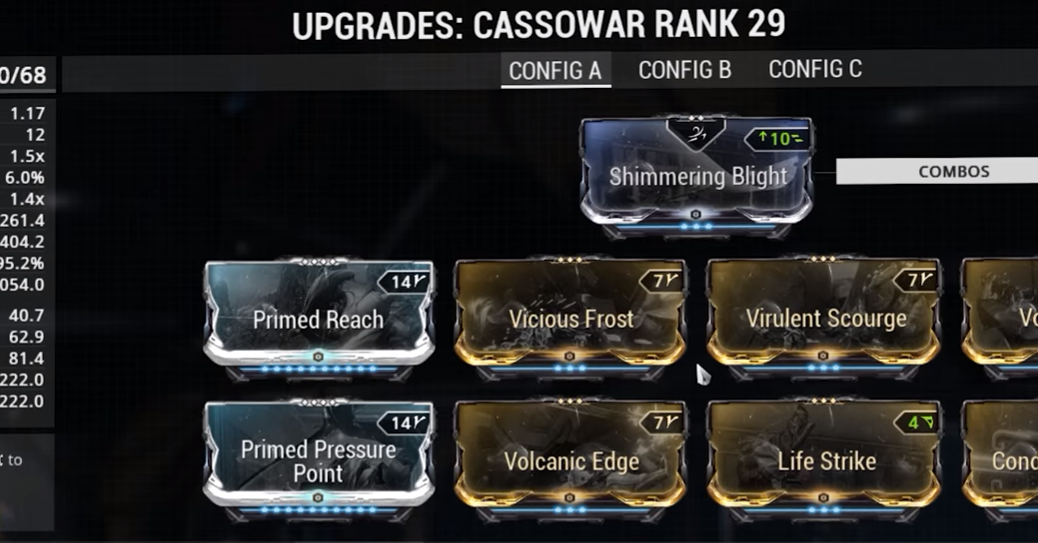 UPGRADES: CASSOWAR RANK 29
0/68
CONFIG A CONFIG B CONFIG C
1.17
12
1.5x
6.0%
1.4x
261.4
404.2
95.2%
054.0
40.7
62.9
81.4
222.0
222.0
to
↑10
Shimmering Blight
COMBOS
14
Primed Reach
7
Vicious Frost
7
Virulent Scourge
Vo
14
Primed Pressure
Point
7
Volcanic Edge
4
Life Strike
Cond